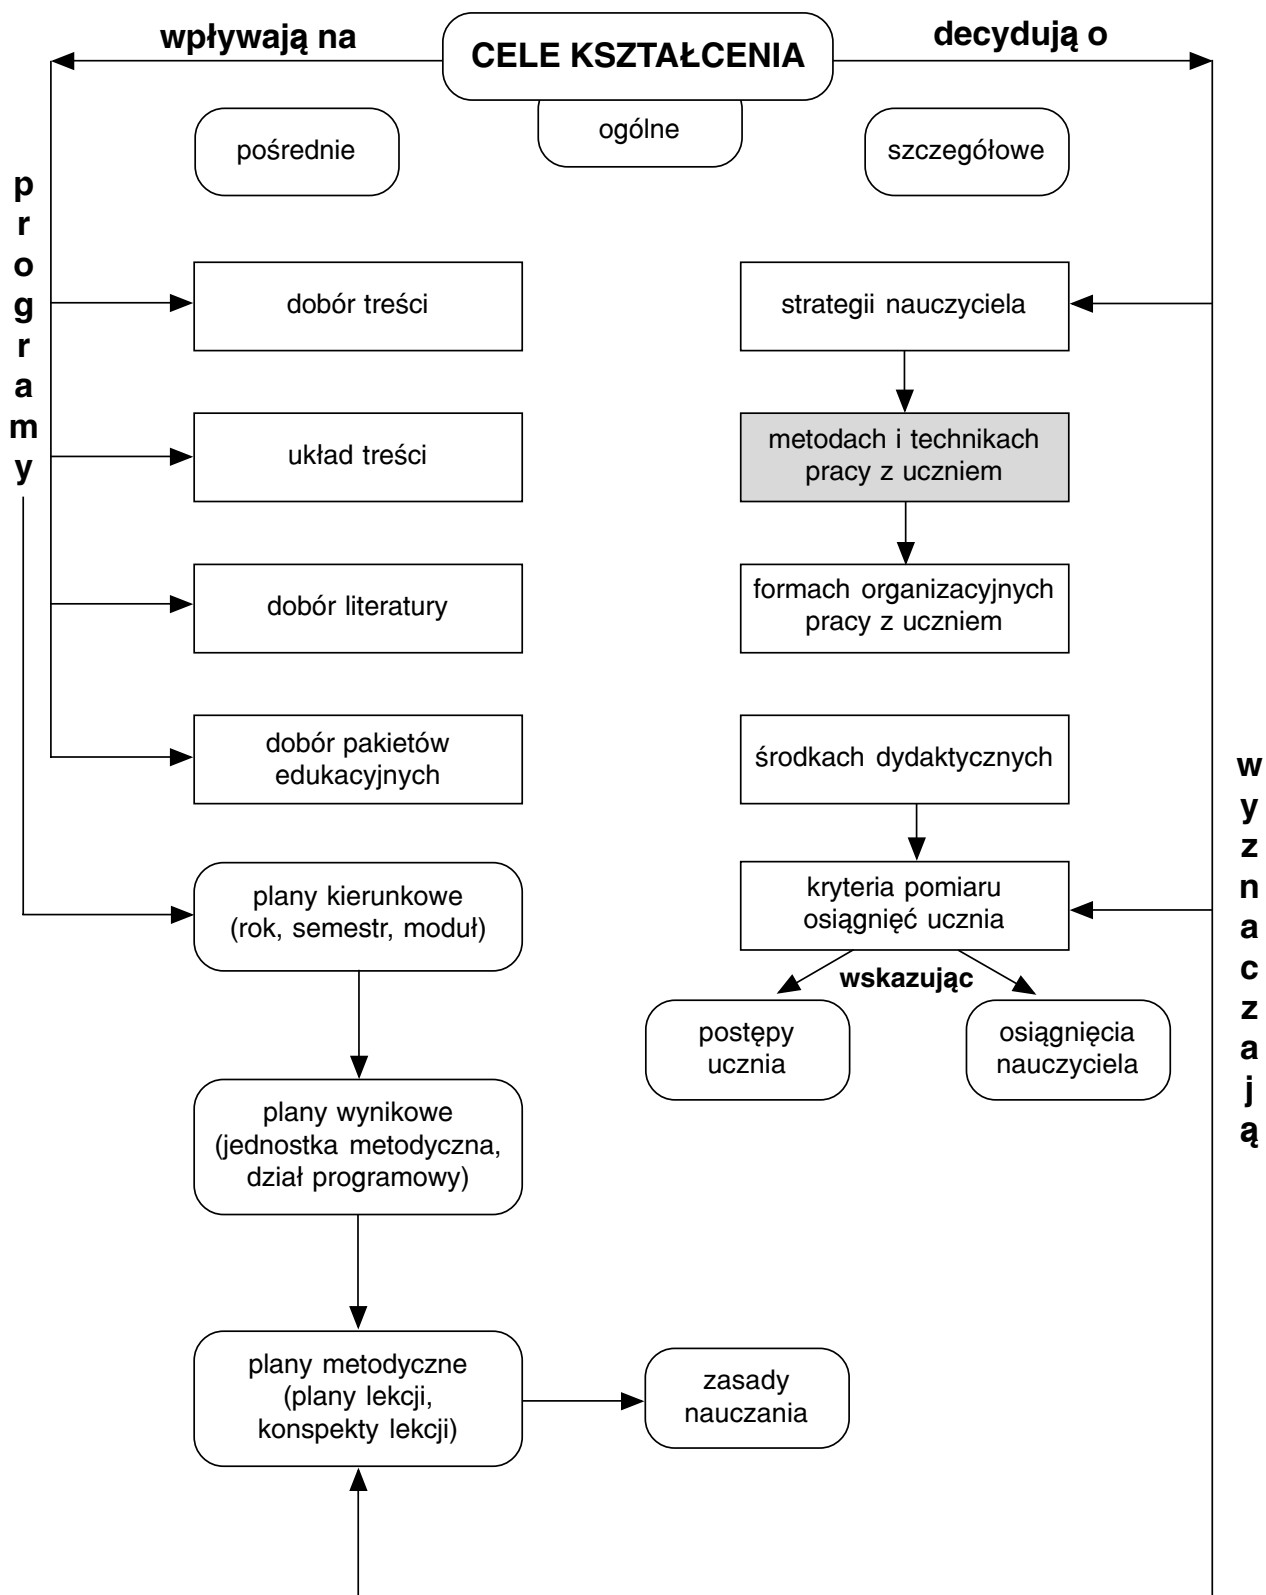 wpływają na
CELE KSZTAŁCENIA
decydują o
pośrednie
ogólne
szczegółowe
programy
dobór treści
strategii nauczyciela
układ treści
metodach i technikach
pracy z uczniem
dobór literatury
formach organizacyjnych
pracy z uczniem
dobór pakietów
edukacyjnych
środkach dydaktycznych
wyznaczają
plany kierunkowe
(rok, semestr, moduł)
kryteria pomiaru
osiągnięć ucznia
wskazując
postępy
ucznia
osiągnięcia
nauczyciela
plany wynikowe
(jednostka metodyczna,
dział programowy)
plany metodyczne
(plany lekcji,
konspekty lekcji)
zasady
nauczania